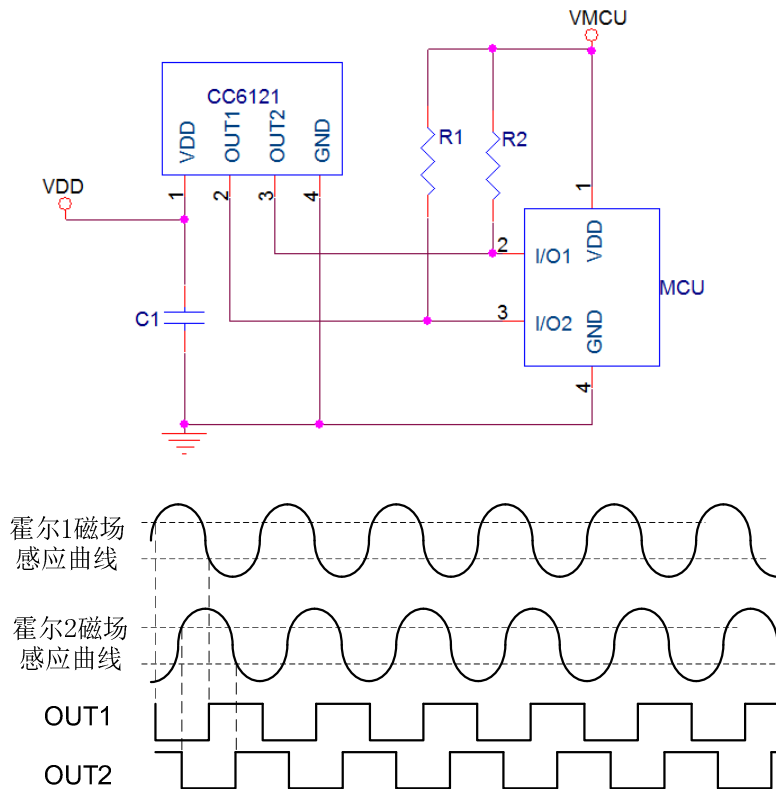 VMCU
CC6121
VDD
OUT1
OUT2
GND
1
2
3
4
VDD
C1
R1
R2
1
VDD
2
I/O1
MCU
3
I/O2
GND
4
霍尔1磁场
感应曲线
霍尔2磁场
感应曲线
OUT1
OUT2